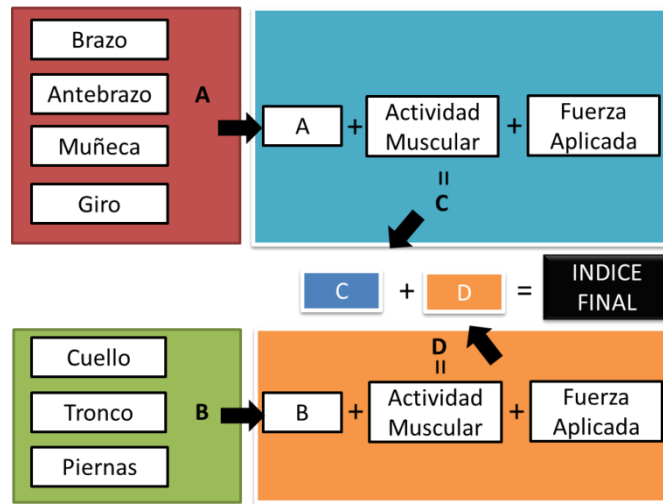 Brazo
Antebrazo
Muñeca
Giro
A
A + Actividad Muscular + Fuerza Aplicada
=
C
C + D = INDICE FINAL
Cuello
Tronco
Piernas
B
D
=
B + Actividad Muscular + Fuerza Aplicada